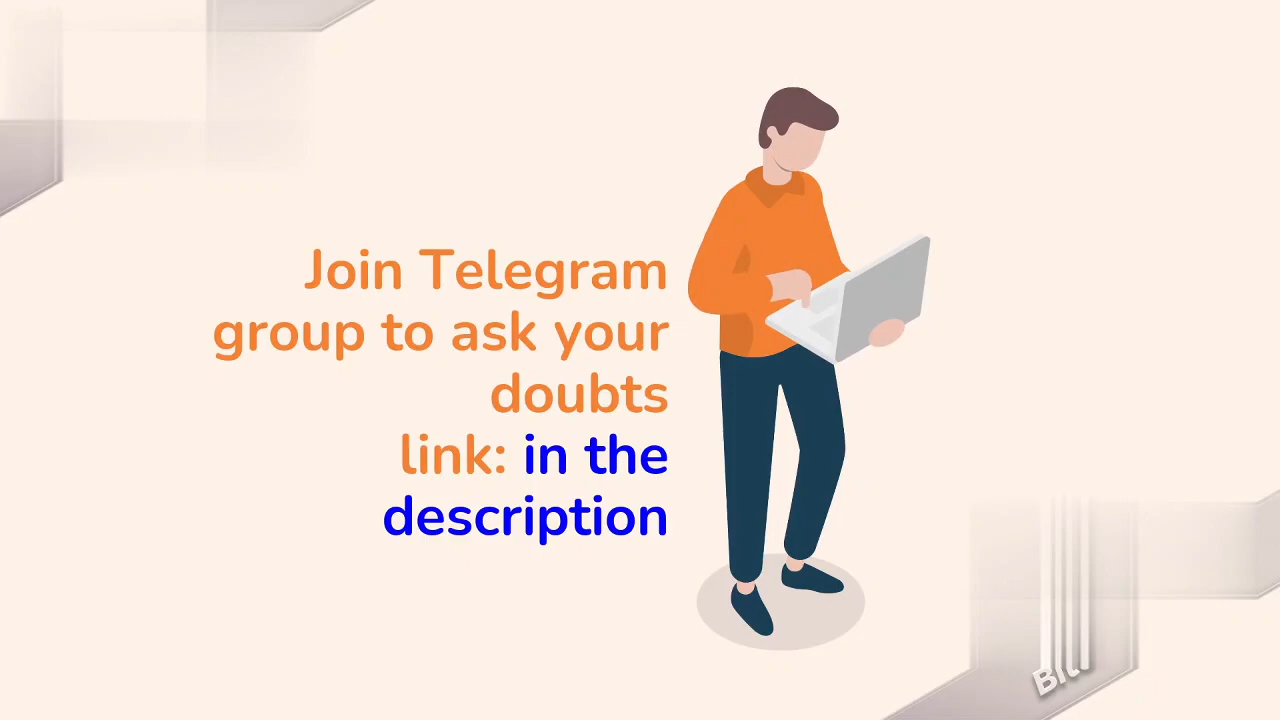 Join Telegram
group to ask your
doubts
link: in the
description